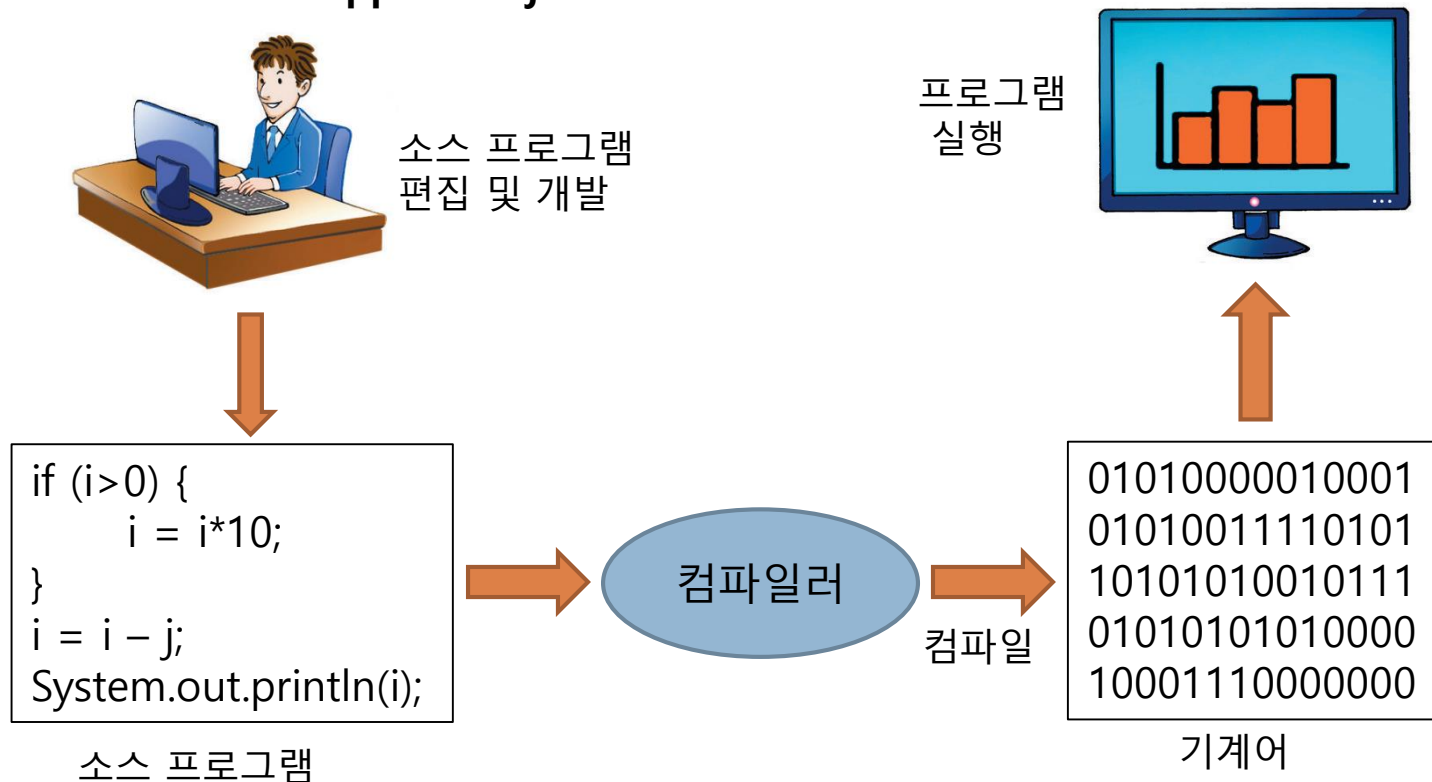 소스 프로그램
편집 및 개발
프로그램
실행
if (i>0) {
i = i*10;
}
i = i – j;
System.out.println(i);
소스 프로그램
컴파일러
컴파일
01010000010001
01010011110101
10101010010111
01010101010000
10001110000000
기계어